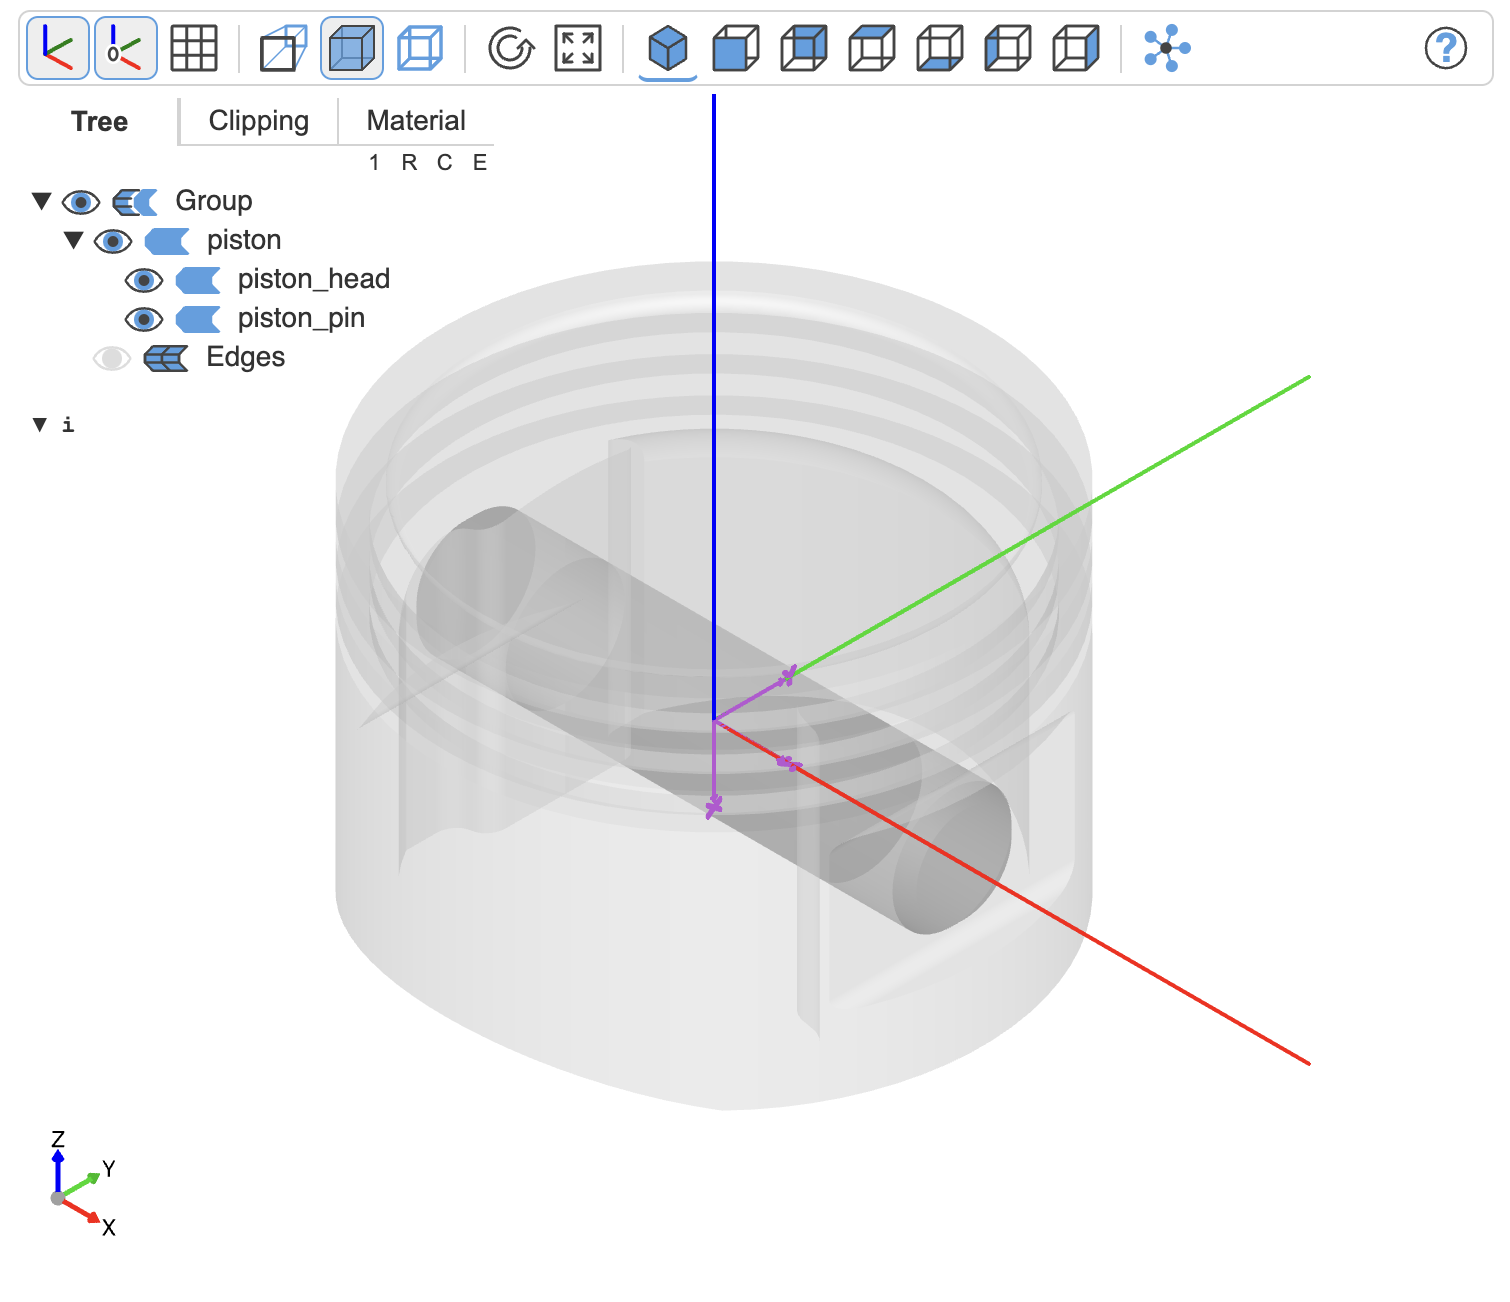 0
?
Tree Clipping Material
1 R C E
Group
piston
piston_head
piston_pin
Edges
i
Z
Y
X